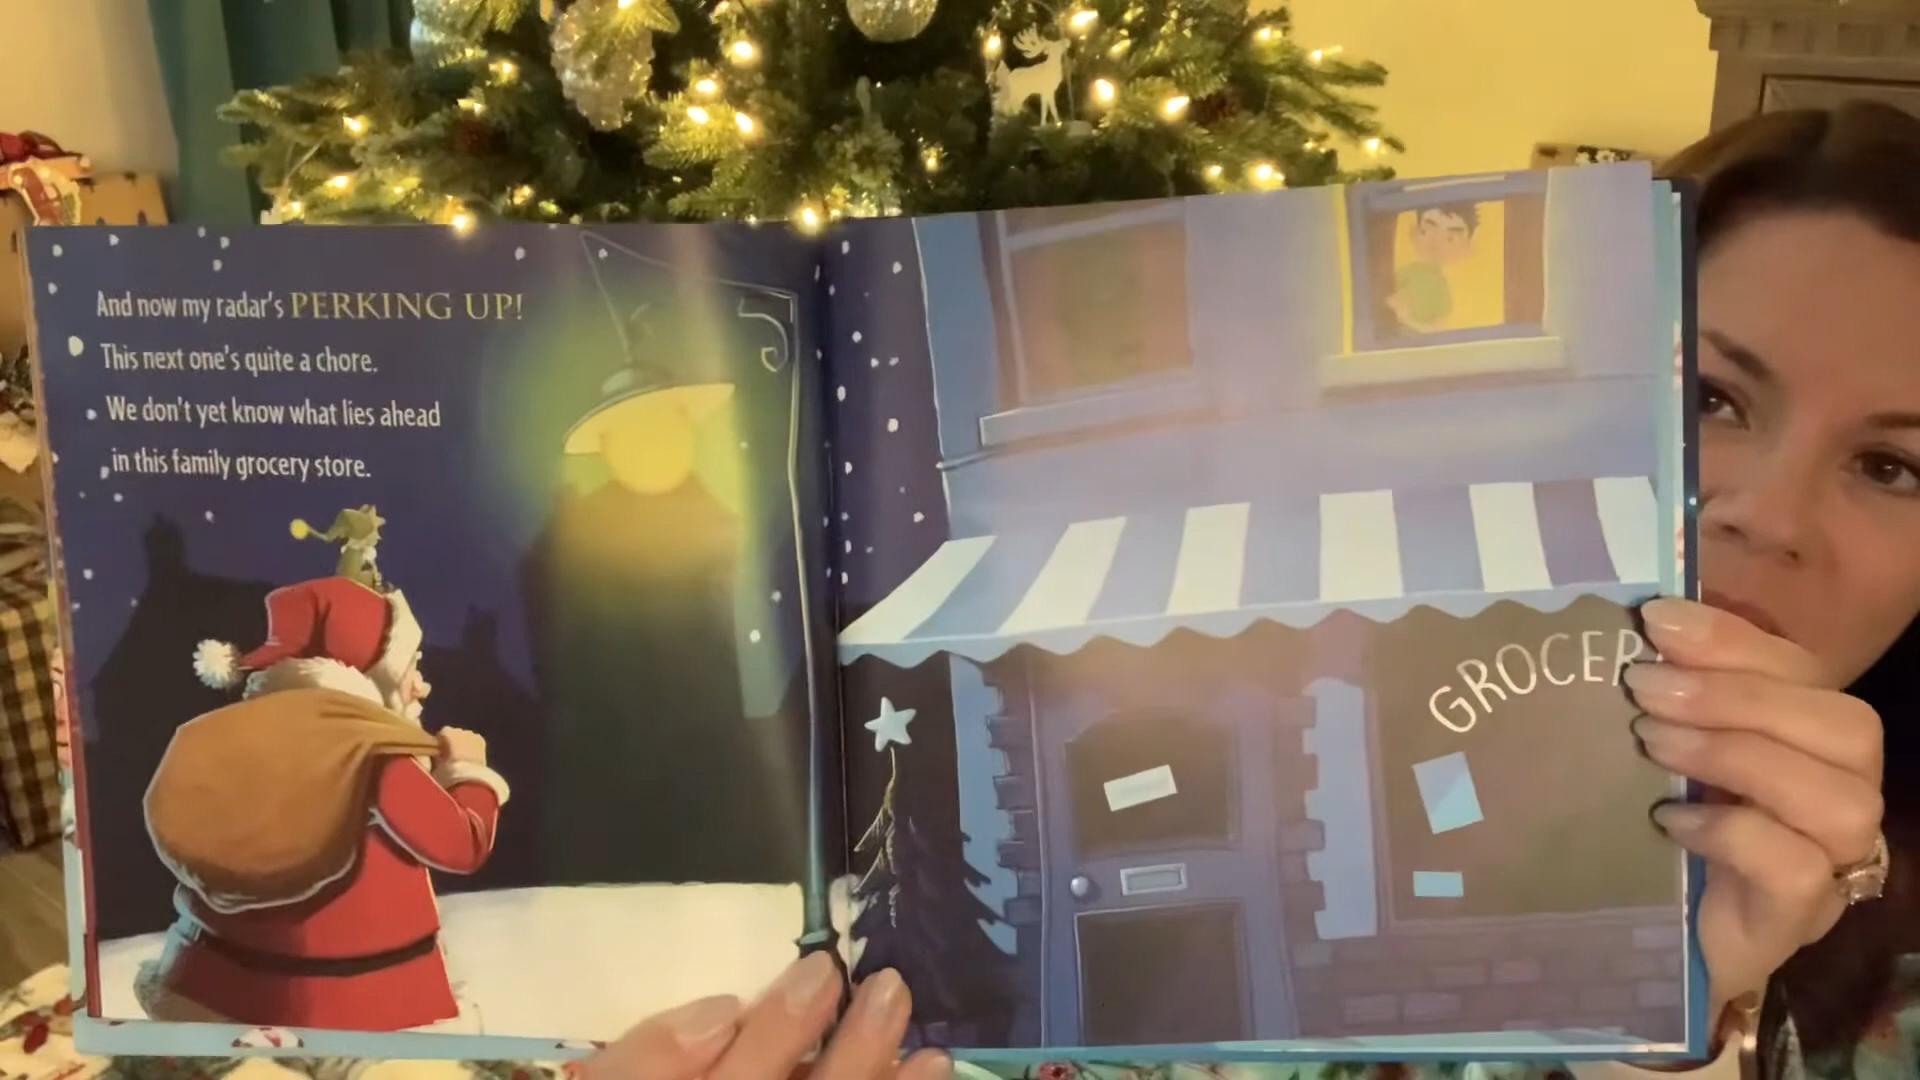 And now my radar's PERKING UP!
This next one's quite a chore.
We don't yet know what lies ahead
in this family grocery store.
GROCER